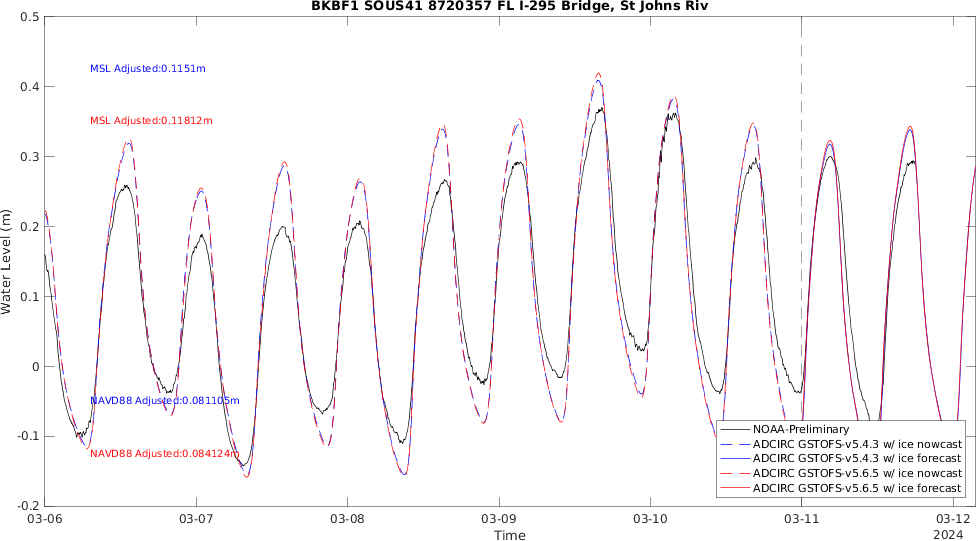 BKBF1 SOUS41 8720357 FL I-295 Bridge, St Johns Riv
0.5
MSL Adjusted:0.1151m
0.4
MSL Adjusted:0.11812m
0.3
0.2
Water Level (m)
0.1
0
NAVD88 Adjusted:0.081105m
-0.1
NOAA-Preliminary
ADCIRC GSTOFS-v5.4.3 w/ ice nowcast
NAVD88 Adjusted:0.084124m
ADCIRC GSTOFS-v5.4.3 w/ ice forecast
ADCIRC GSTOFS-v5.6.5 w/ ice nowcast
ADCIRC GSTOFS-v5.6.5 w/ ice forecast
-0.2
03-06 03-07 03-08 03-09 03-10 03-11 03-12
Time 2024